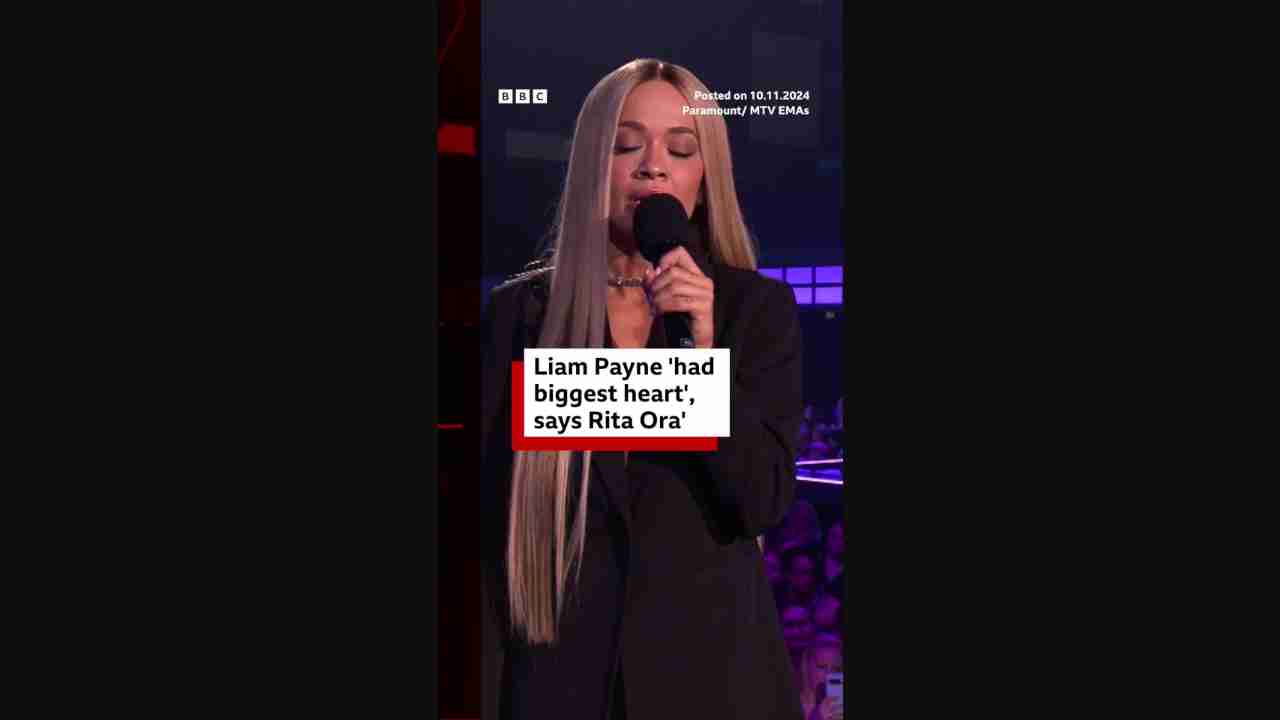 BBC
Posted on 10.11.2024
Paramount/ MTV EMAs
Liam Payne 'had
biggest heart',
says Rita Ora'